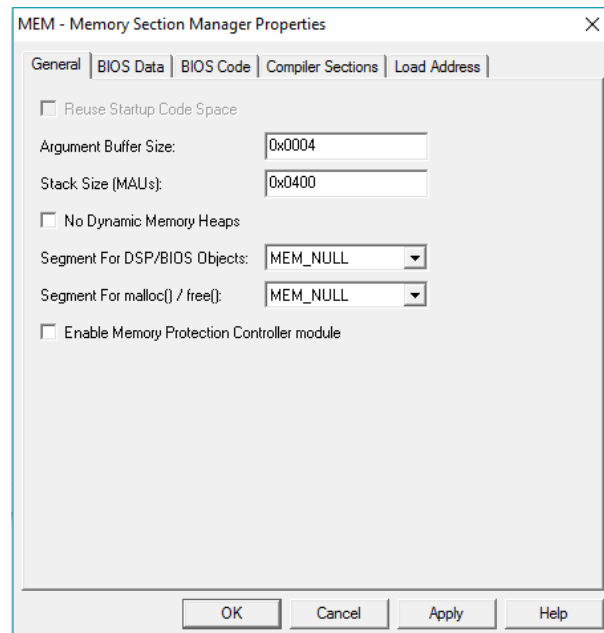 MEM - Memory Section Manager Properties
General BIOS Data BIOS Code Compiler Sections Load Address
Reuse Startup Code Space
Argument Buffer Size: 0x0004
Stack Size (MAUs): 0x0400
No Dynamic Memory Heaps
Segment For DSP/BIOS Objects: MEM_NULL
Segment For malloc() / free(): MEM_NULL
Enable Memory Protection Controller module
OK Cancel Apply Help